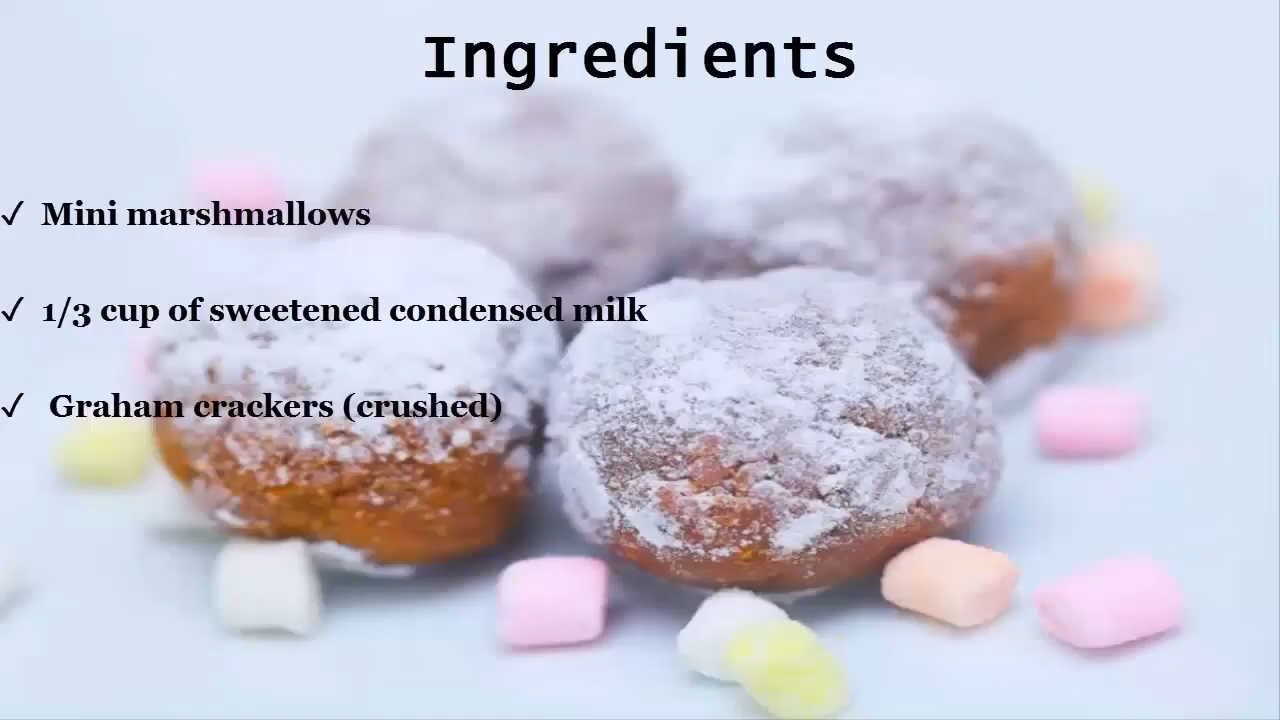 Ingredients
✓ Mini marshmallows
✓ 1/3 cup of sweetened condensed milk
✓ Graham crackers (crushed)